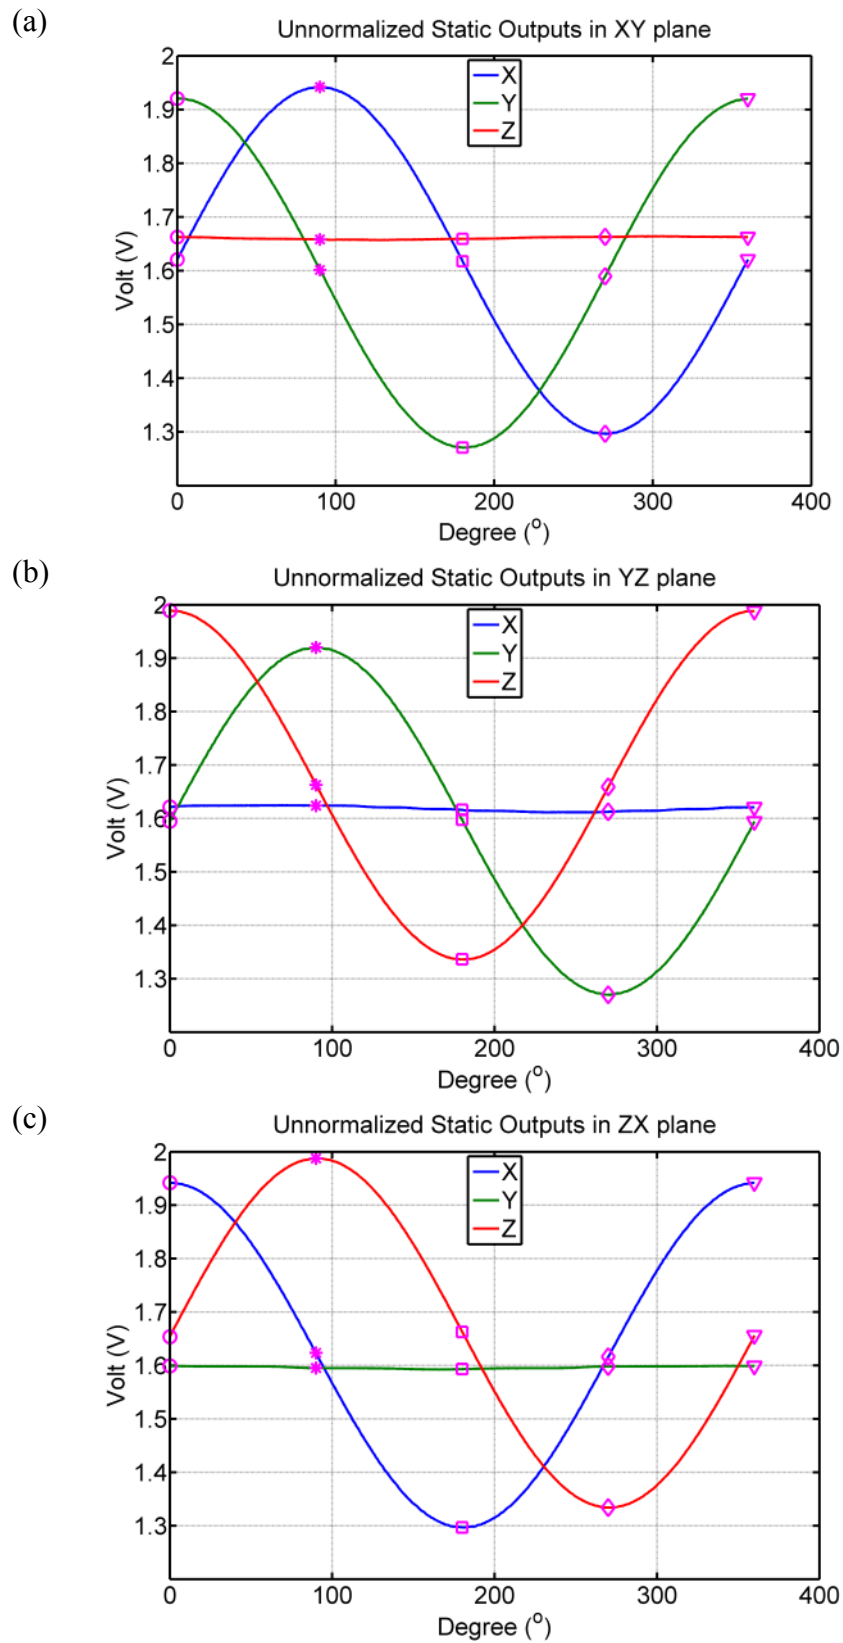 (a)
Unnormalized Static Outputs in XY plane
X
Y
Z
2
1.9
1.8
1.7
1.6
1.5
1.4
1.3
Volt (V)
0 100 200 300 400
Degree (o)
(b)
Unnormalized Static Outputs in YZ plane
X
Y
Z
2
1.9
1.8
1.7
1.6
1.5
1.4
1.3
Volt (V)
0 100 200 300 400
Degree (o)
(c)
Unnormalized Static Outputs in ZX plane
X
Y
Z
2
1.9
1.8
1.7
1.6
1.5
1.4
1.3
Volt (V)
0 100 200 300 400
Degree (o)